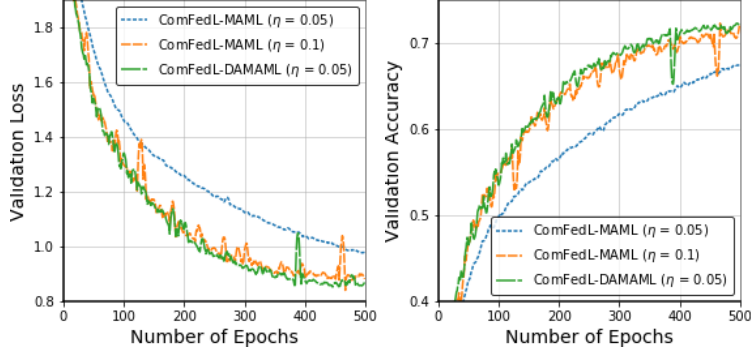 1.8
1.6
1.4
1.2
1.0
0.8
Validation Loss
0
100
200
300
400
500
Number of Epochs
ComFedL-MAML (η = 0.05)
ComFedL-MAML (η = 0.1)
ComFedL-DAMAML (η = 0.05)
0.7
0.6
0.5
0.4
Validation Accuracy
0
100
200
300
400
500
Number of Epochs
ComFedL-MAML (η = 0.05)
ComFedL-MAML (η = 0.1)
ComFedL-DAMAML (η = 0.05)